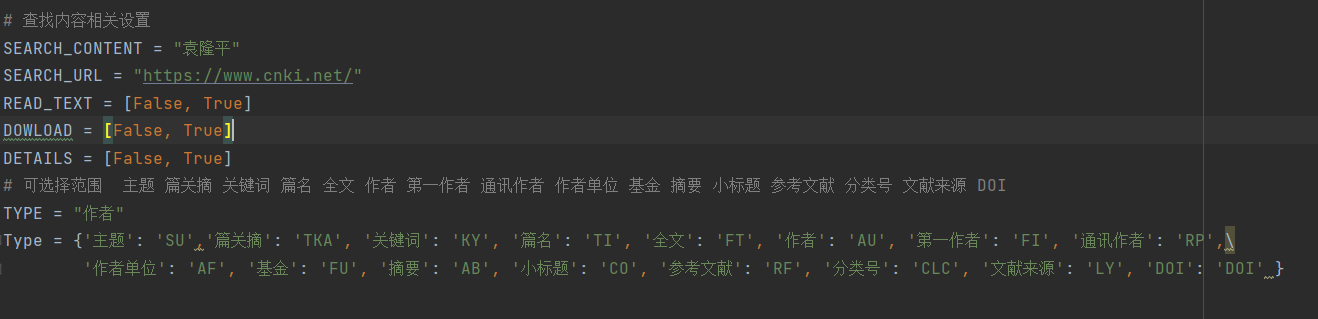 # 查找内容相关设置
SEARCH_CONTENT = "袁隆平"
SEARCH_URL = "https://www.cnki.net/"
READ_TEXT = [False, True]
DOWLOAD = [False, True]
DETAILS = [False, True]
# 可选择范围  主题 篇关摘 关键词 篇名 全文 作者 第一作者 通讯作者 作者单位 基金 摘要 小标题 参考文献 分类号 文献来源 DOI
TYPE = "作者"
Type = {'主题': 'SU','篇关摘': 'TKA', '关键词': 'KY', '篇名': 'TI', '全文': 'FT', '作者': 'AU', '第一作者': 'FI', '通讯作者': 'RP',\
'作者单位': 'AF', '基金': 'FU', '摘要': 'AB', '小标题': 'CO', '参考文献': 'RF', '分类号': 'CLC', '文献来源': 'LY', 'DOI': 'DOI' }